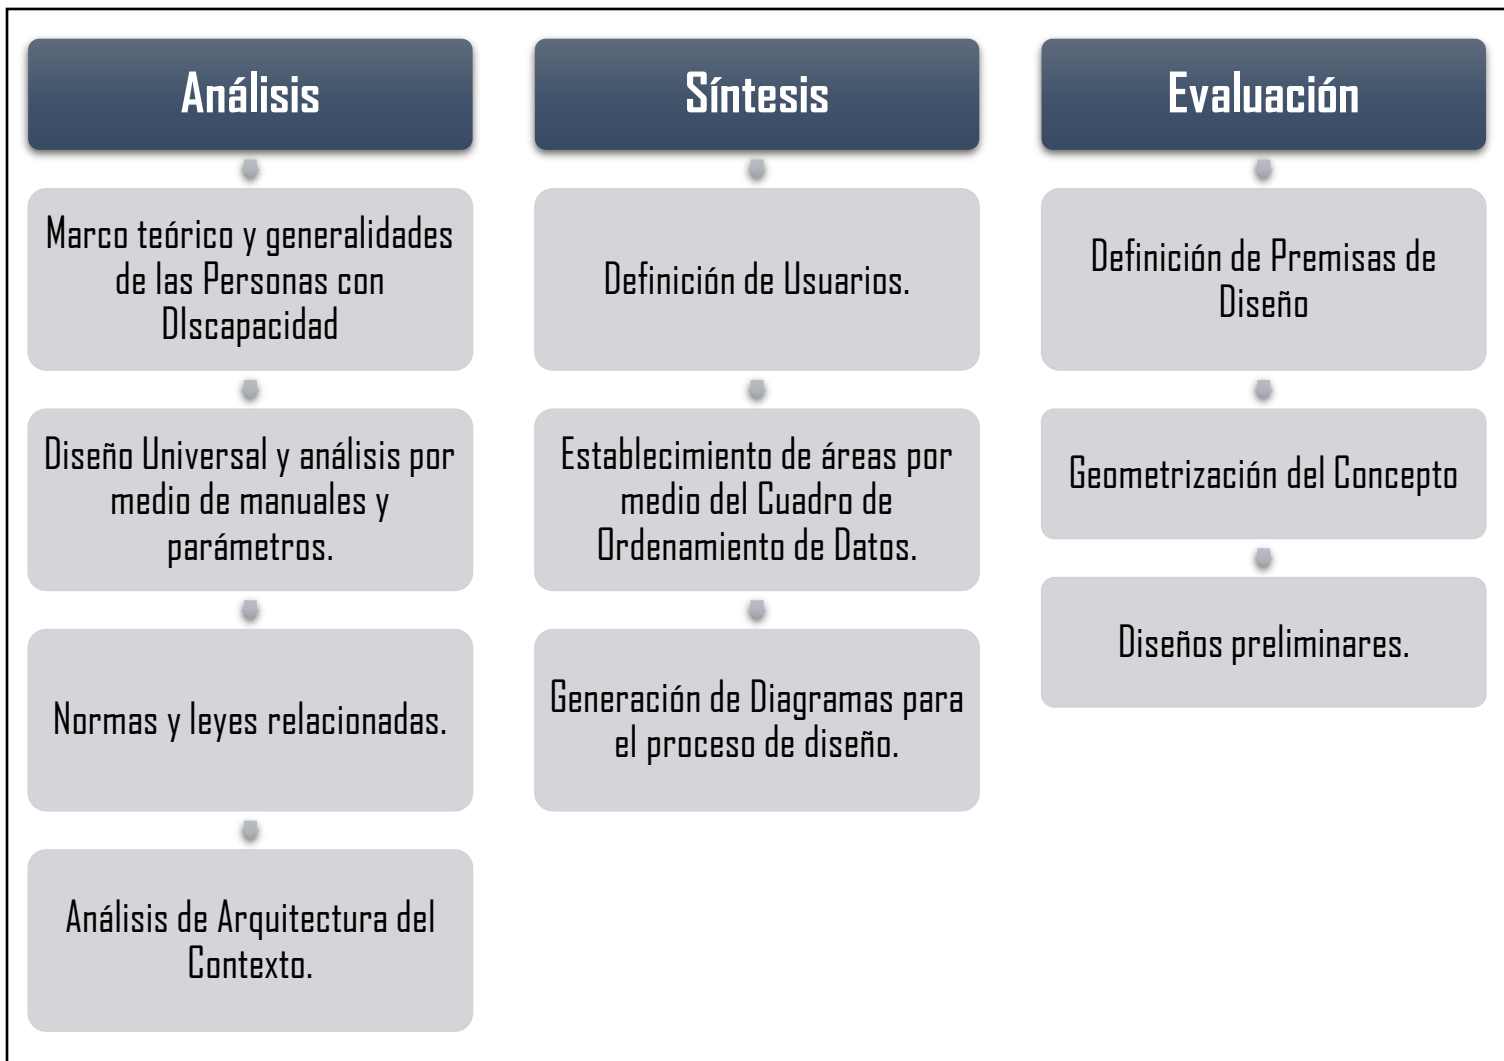 Análisis
Marco teórico y generalidades
de las Personas con
DIscapacidad
Diseño Universal y análisis por
medio de manuales y
parámetros.
Normas y leyes relacionadas.
Análisis de Arquitectura del
Contexto.
Síntesis
Definición de Usuarios.
Establecimiento de áreas por
medio del Cuadro de
Ordenamiento de Datos.
Generación de Diagramas para
el proceso de diseño.
Evaluación
Definición de Premisas de
Diseño
Geometrización del Concepto
Diseños preliminares.